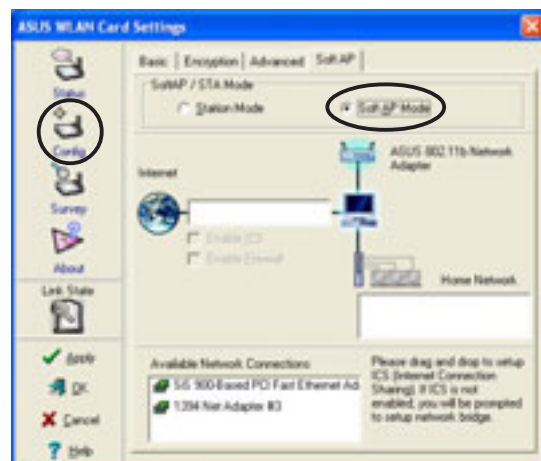 ASUS WLAN Card Settings
Status
Config
Survey
About
Link State
Apply
OK
Cancel
Help
Basic
Encryption
Advanced
Soft AP
SoftAP / STA Mode
Station Mode
Soft AP Mode
ASUS 802.11b Network
Adapter
Internet
Enable ICS
Enable Firewall
Home Network
Available Network Connections
SiS 900-Based PCI Fast Ethernet Ad
1394 Net Adapter #3
Please drag and drop to setup
ICS (Internet Connection
Sharing). If ICS is not
enabled, you will be prompted
to setup network bridge.